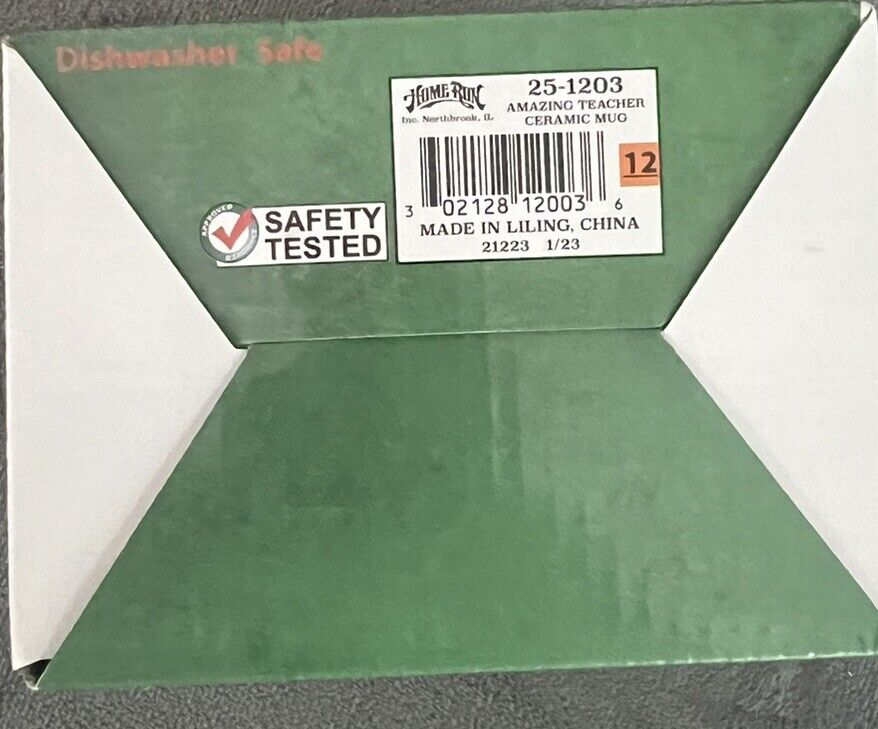 Dishwasher Safe
HOME RUN
Inc. Northbrook, IL
25-1203
AMAZING TEACHER
CERAMIC MUG
12
3 02128 12003 6
MADE IN LILING, CHINA
21223 1/23
APPROVED
SAFETY
TESTED